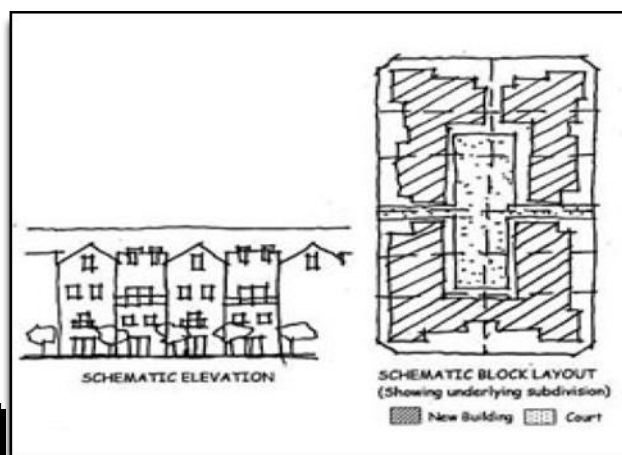 SCHEMATIC ELEVATION
SCHEMATIC BLOCK LAYOUT
(Showing underlying subdivision)
New Building Court